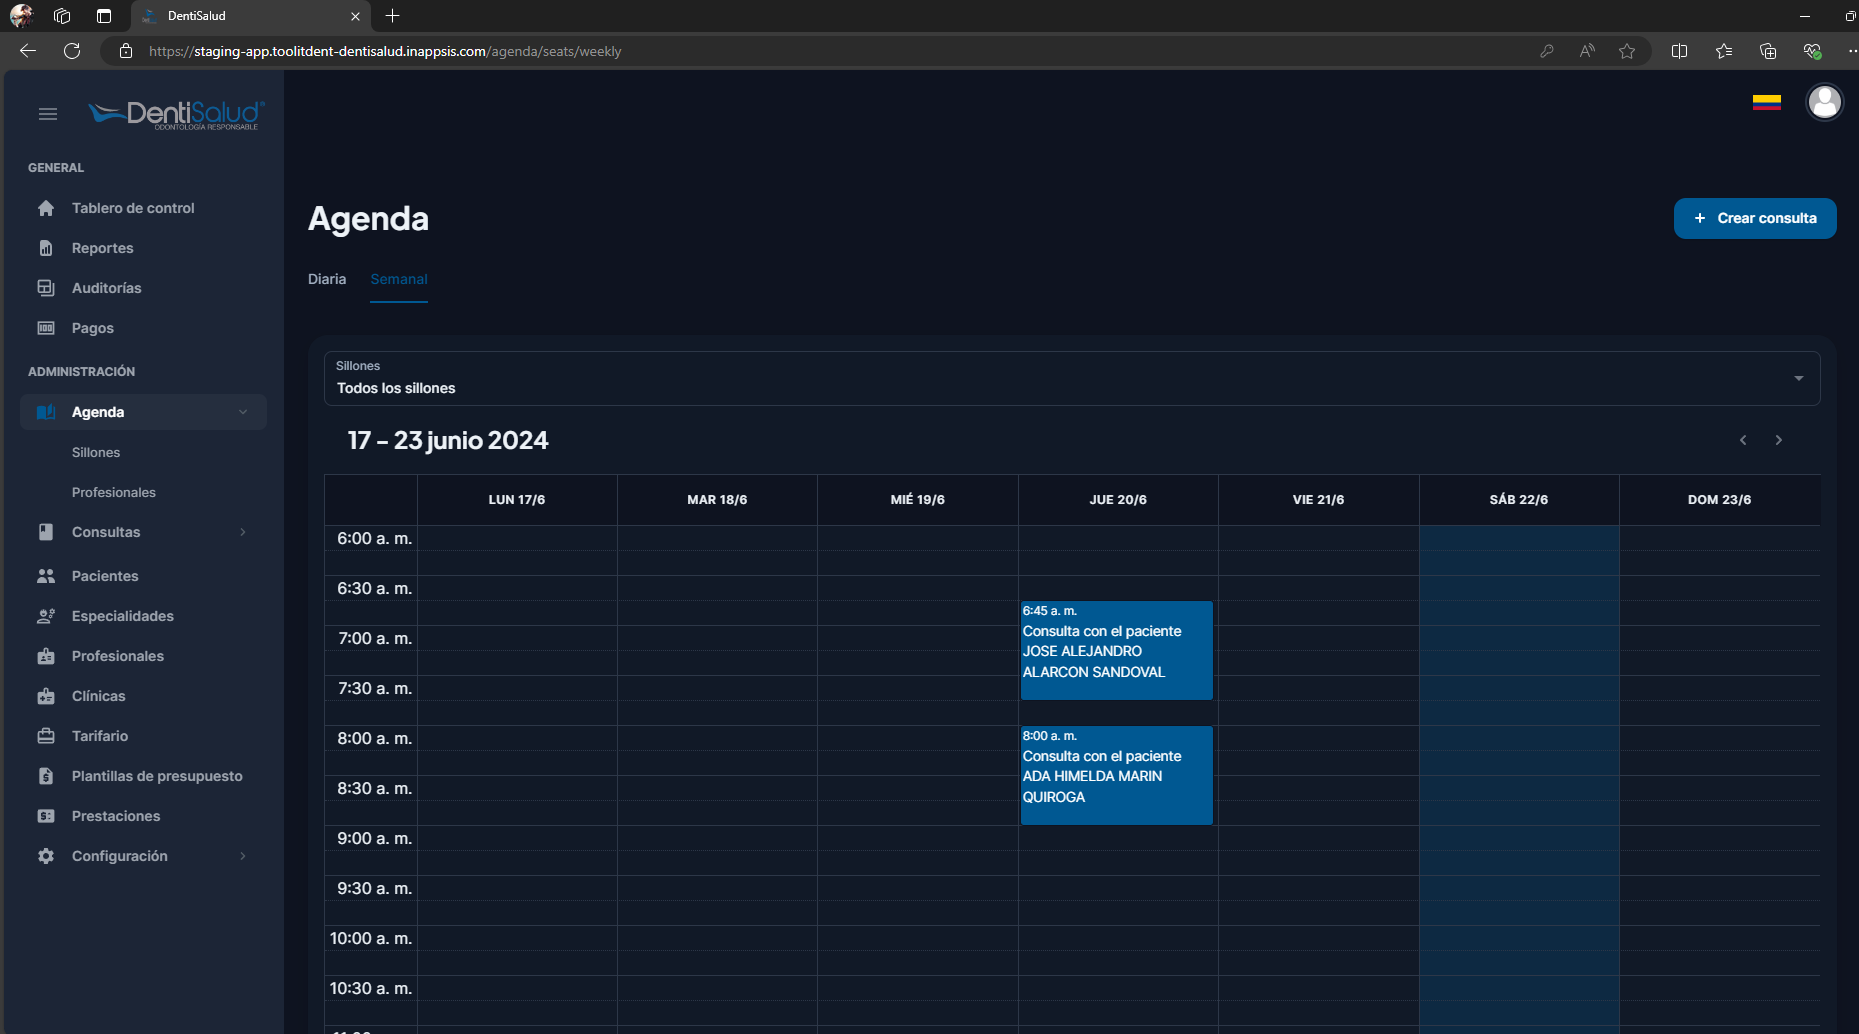 DentiSalud
https://staging-app.toolitdent-dentisalud.inappsis.com/agenda/seats/weekly
DentiSalud
ODONTOLOGÍA RESPONSABLE
GENERAL
Tablero de control
Reportes
Auditorías
Pagos
ADMINISTRACIÓN
Agenda
Sillones
Profesionales
Consultas
Pacientes
Especialidades
Profesionales
Clínicas
Tarifario
Plantillas de presupuesto
Prestaciones
Configuración
Agenda
+ Crear consulta
Diaria Semanal
Sillones
Todos los sillones
17 – 23 junio 2024
LUN 17/6 MAR 18/6 MIÉ 19/6 JUE 20/6 VIE 21/6 SÁB 22/6 DOM 23/6
6:00 a. m.
6:30 a. m.
6:45 a. m.
Consulta con el paciente
JOSE ALEJANDRO
ALARCON SANDOVAL
7:00 a. m.
7:30 a. m.
8:00 a. m.
8:00 a. m.
Consulta con el paciente
ADA HIMELDA MARIN
QUIROGA
8:30 a. m.
9:00 a. m.
9:30 a. m.
10:00 a. m.
10:30 a. m.